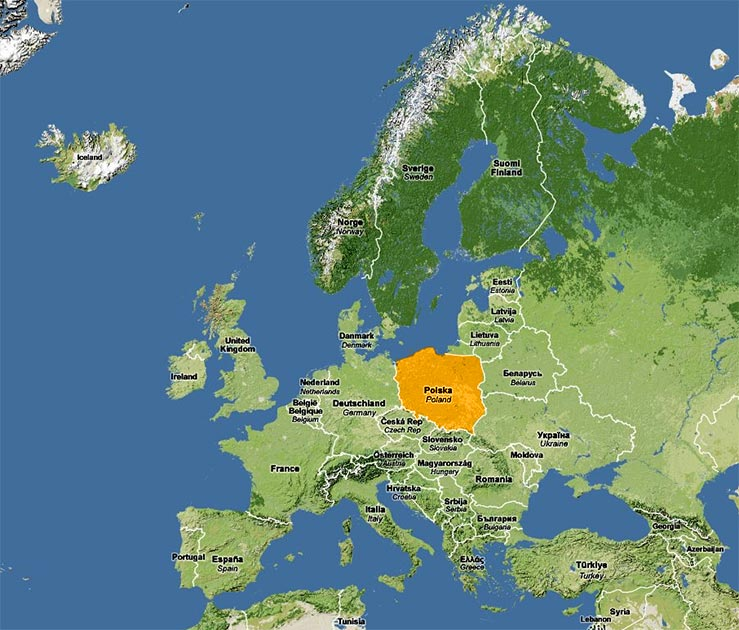 Iceland
Sverige
Sweden
Suomi
Finland
Norge
Norway
Eesti
Estonia
Latvija
Latvia
Danmark
Denmark
Lietuva
Lithuania
United
Kingdom
Ireland
Беларусь
Belarus
Nederland
Netherlands
Polska
Poland
België
Belgique
Belgium
Deutschland
Germany
Česká Rep
Czech Rep
Slovensko
Slovakia
Україна
Ukraine
Österreich
Austria
Magyarország
Hungary
Moldova
France
Romania
Hrvatska
Croatia
Srbija
Serbia
Italia
Italy
България
Bulgaria
Georgia
Azerbaijan
Portugal
España
Spain
Ελλάς
Greece
Türkiye
Turkey
Syria
Lebanon
Tunisia